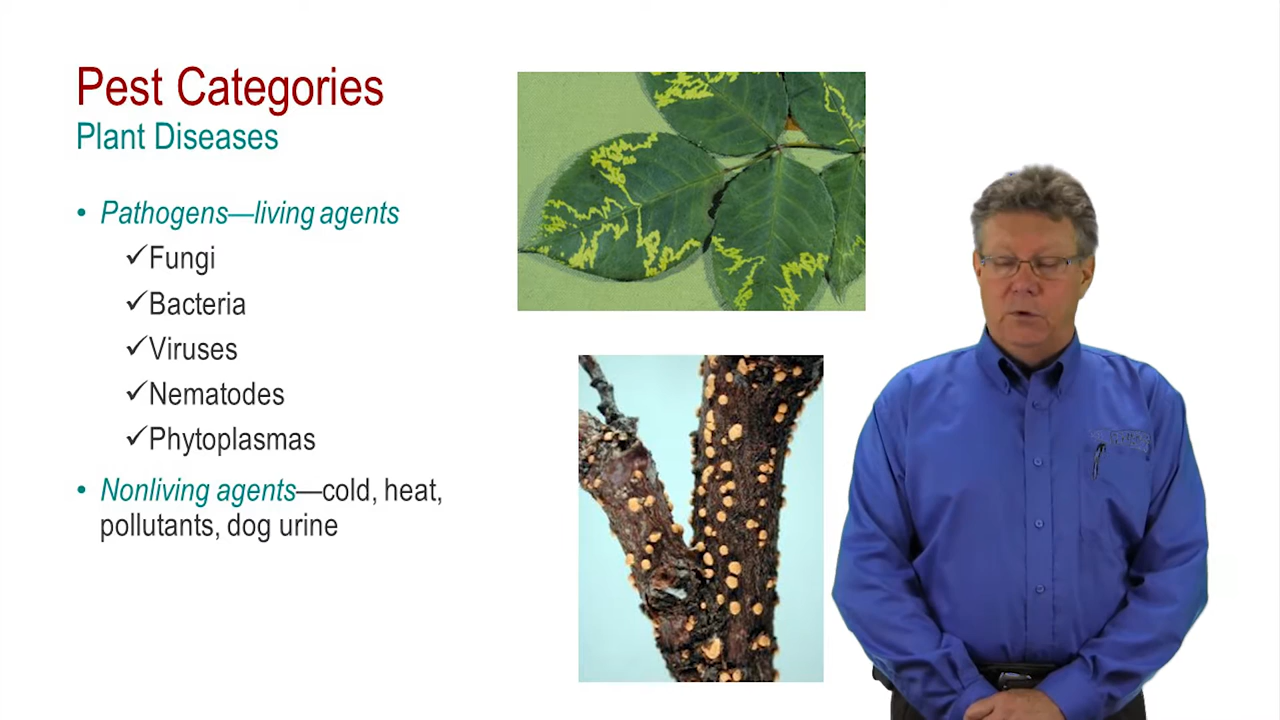 Pest Categories
Plant Diseases
• Pathogens—living agents
✓Fungi
✓Bacteria
✓Viruses
✓Nematodes
✓Phytoplasmas
• Nonliving agents—cold, heat,
pollutants, dog urine